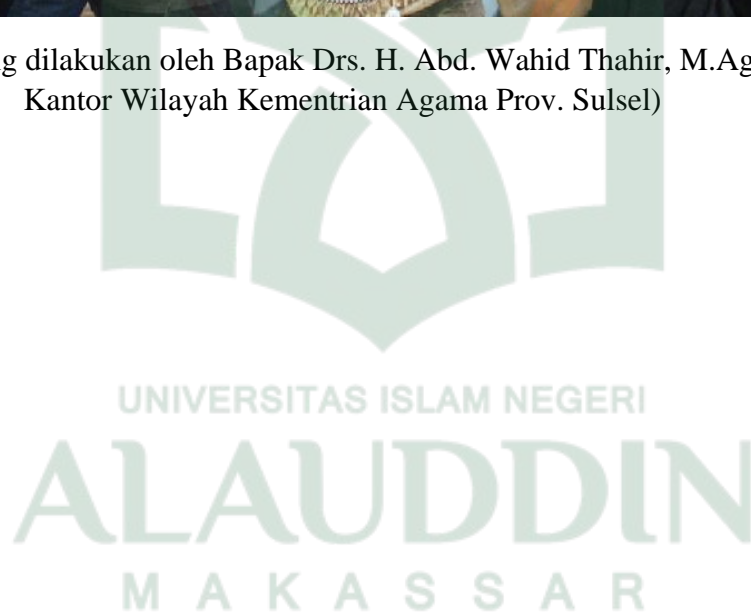 g dilakukan oleh Bapak Drs. H. Abd. Wahid Thahir, M.Ag
Kantor Wilayah Kementrian Agama Prov. Sulsel)
UNIVERSITAS ISLAM NEGERI
ALAUDDIN
MAKASSAR